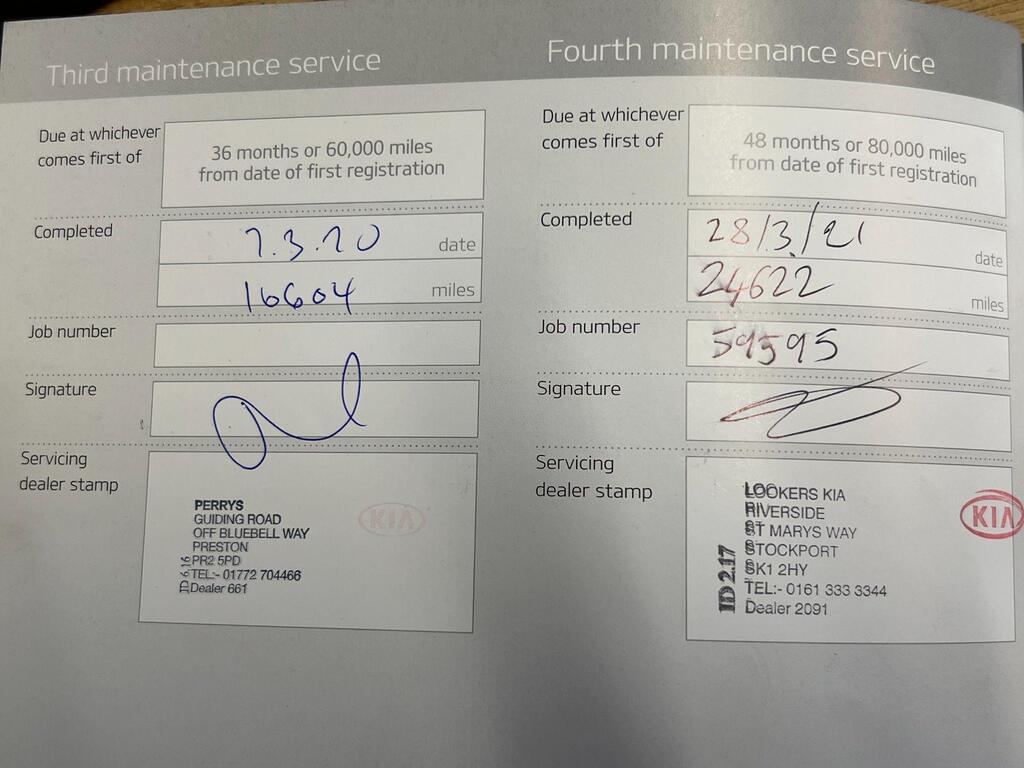 Third maintenance service
Due at whichever
comes first of
36 months or 60,000 miles
from date of first registration
Completed
7.3.20
date
16604
miles
Job number
Signature
Servicing
dealer stamp
PERRYS
GUIDING ROAD
OFF BLUEBELL WAY
PRESTON
PR2 5PD
TEL:- 01772 704466
Dealer 661
KIA
Fourth maintenance service
Due at whichever
comes first of
48 months or 80,000 miles
from date of first registration
Completed
28/3/21
date
24622
miles
Job number
59595
Signature
Servicing
dealer stamp
ID 2.17
LOOKERS KIA
RIVERSIDE
ST MARYS WAY
STOCKPORT
SK1 2HY
TEL:- 0161 333 3344
Dealer 2091
KIA